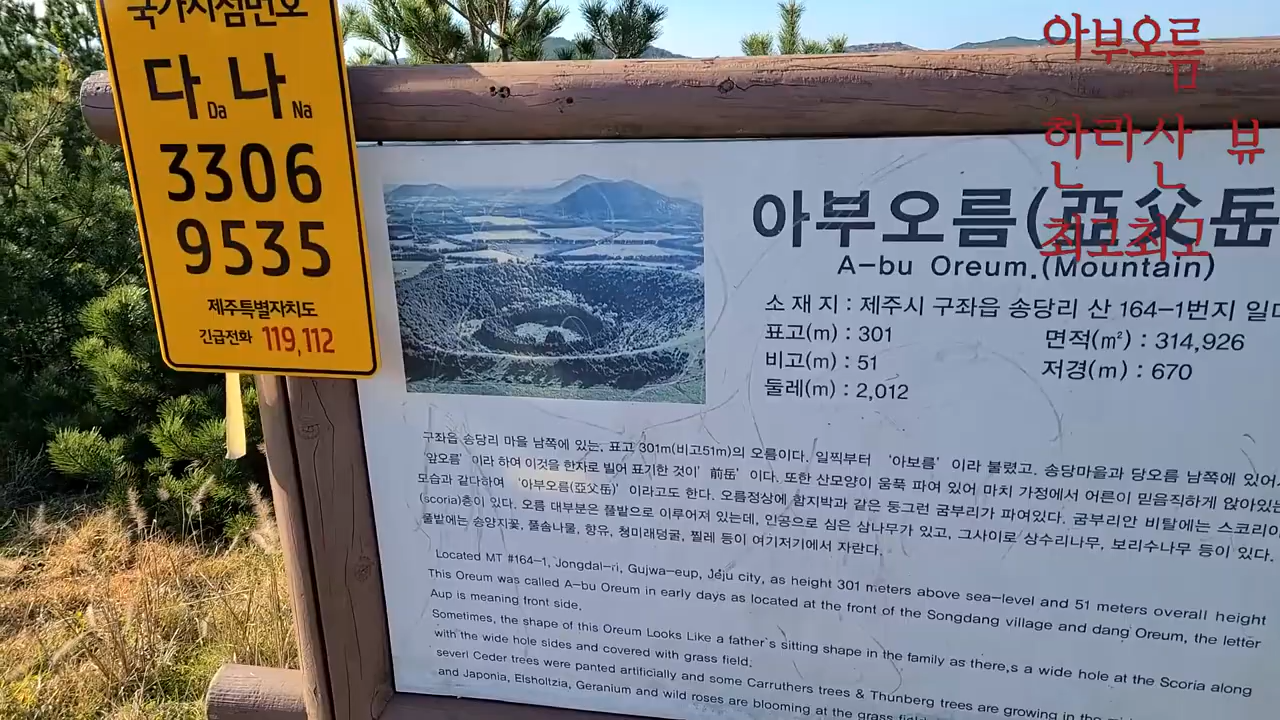 국가지점번호
다 나
Da Na
3306
9535
제주특별자치도
긴급전화 119,112
아부오름
한라산 뷰
최고최고
아부오름(亞父岳
A-bu Oreum.(Mountain)
소 재 지 : 제주시 구좌읍 송당리 산 164-1번지 일대
표고(m) : 301 면적(㎡) : 314,926
비고(m) : 51 저경(m) : 670
둘레(m) : 2,012
구좌읍 송당리 마을 남쪽에 있는, 표고 301m(비고51m)의 오름이다. 일찍부터 '아보름' 이라 불렸고. 송당마을과 당오름 남쪽에 있어서
'앞오름' 이라 하여 이것을 한자로 빌어 표기한 것이 '前岳' 이다. 또한 산모양이 움푹 파여 있어 마치 가정에서 어른이 믿음직하게 앉아있는
모습과 같다하여 '아부오름(亞父岳)' 이라고도 한다. 오름정상에 함지박과 같은 둥그런 굼부리가 파여있다. 굼부리안 비탈에는 스코리아
(scoria)층이 있다. 오름 대부분은 풀밭으로 이루어져 있는데, 인공으로 심은 삼나무가 있고, 그사이로 상수리나무, 보리수나무 등이 있다.
풀밭에는 송양지꽃, 풀솜나물, 향유, 청미래덩굴, 찔레 등이 여기저기에서 자란다.
Located MT #164-1, Jongdal-ri, Gujwa-eup, Jeju city, as height 301 meters above sea-level and 51 meters overall height
This Oreum was called A-bu Oreum in early days as located at the front of the Songdang village and dang Oreum, the letter
Aup is meaning front side.
Sometimes, the shape of this Oreum Looks Like a father`s sitting shape in the family as there,s a wide hole at the Scoria along
with the wide hole sides and covered with grass field.
severl Ceder trees were panted artificially and some Carruthers trees & Thunberg trees are growing in the
and Japonia, Elsholtzia, Geranium and wild roses are blooming at the grass